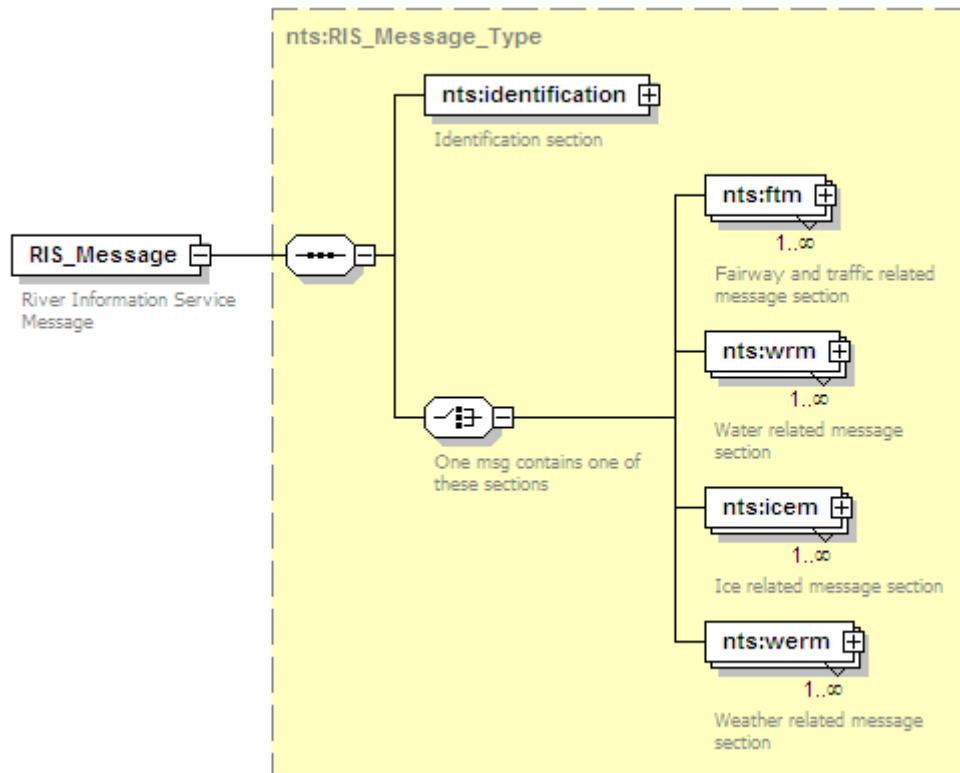 nts:RIS_Message_Type
nts:identification
Identification section
RIS_Message
River Information Service
Message
nts:ftm
1..∞
Fairway and traffic related
message section
nts:wrm
1..∞
Water related message
section
One msg contains one of
these sections
nts:icem
1..∞
Ice related message section
nts:werm
1..∞
Weather related message
section